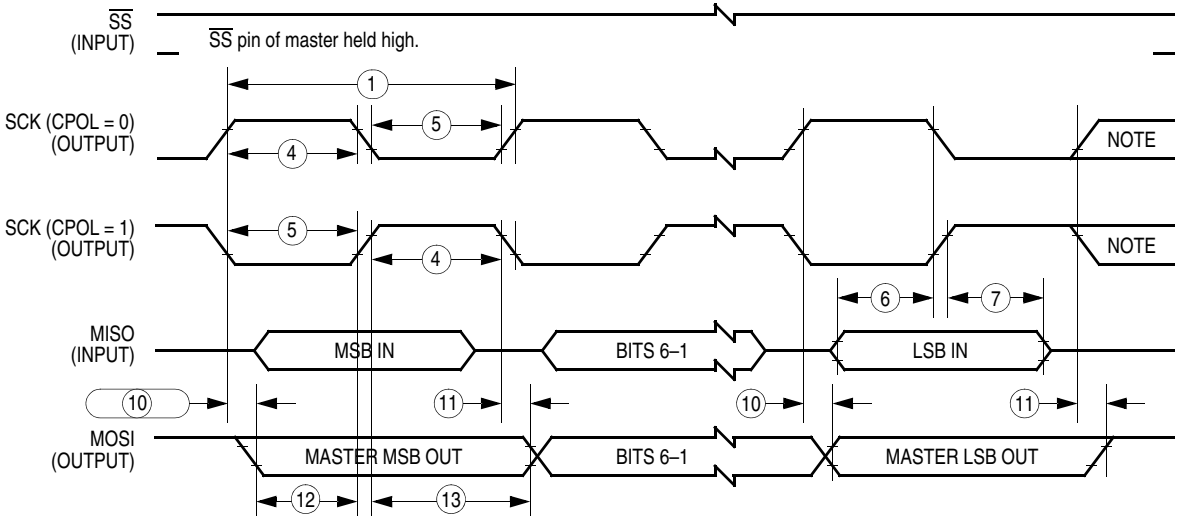 SS
(INPUT)
SS pin of master held high.
1
SCK (CPOL = 0)
(OUTPUT)
5
4
NOTE
SCK (CPOL = 1)
(OUTPUT)
5
4
NOTE
6
7
MISO
(INPUT)
MSB IN
BITS 6–1
LSB IN
10
11
10
11
MOSI
(OUTPUT)
MASTER MSB OUT
BITS 6–1
MASTER LSB OUT
12
13